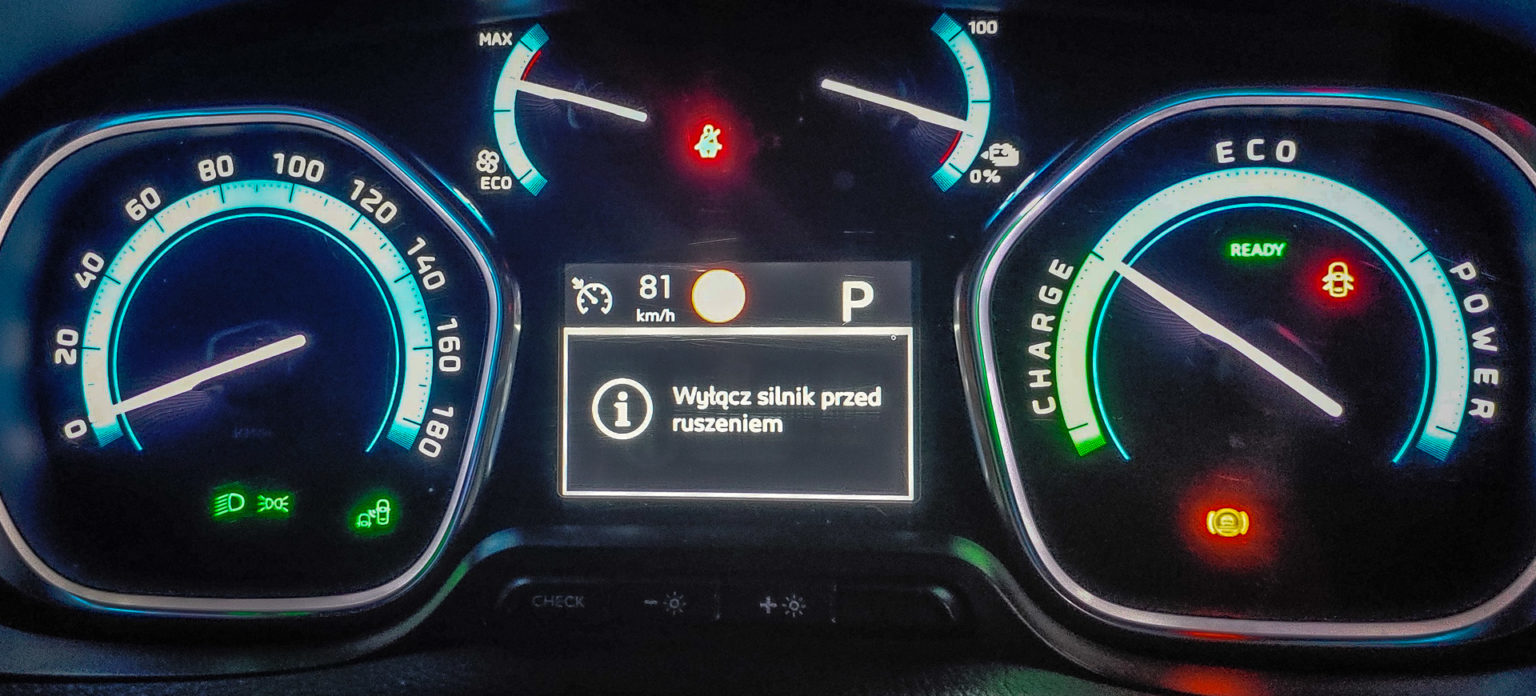 MAX
ECO
100
0%
0
20
40
60
80
100
120
140
160
180
81
km/h
P
Wyłącz silnik przed
ruszeniem
CHARGE
ECO
POWER
READY
CHECK
-
+